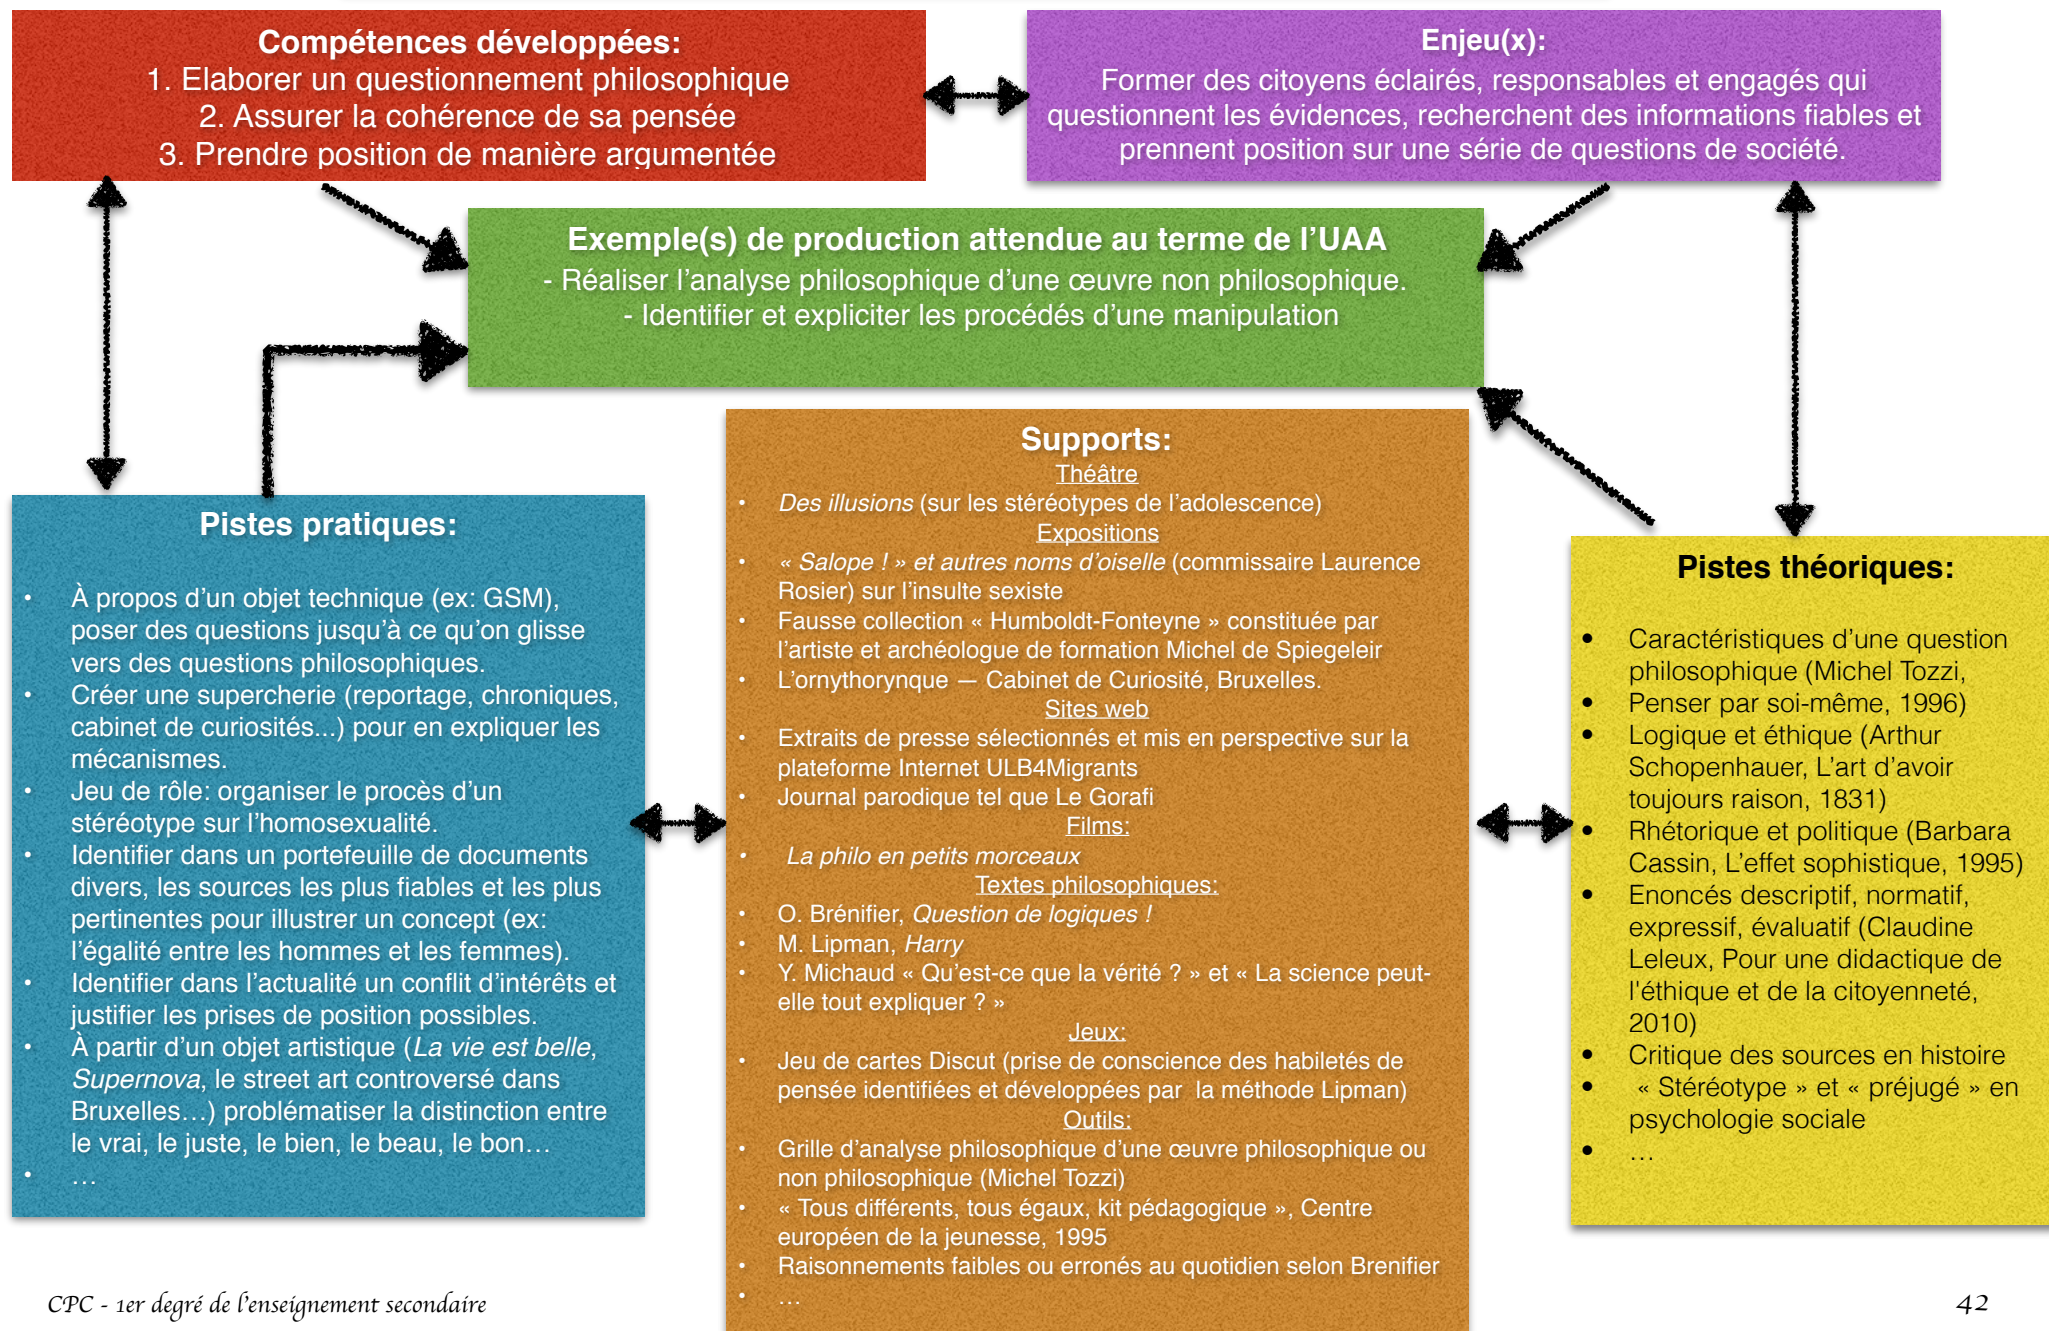 Compétences développées:
1. Elaborer un questionnement philosophique
2. Assurer la cohérence de sa pensée
3. Prendre position de manière argumentée
Enjeu(x):
Former des citoyens éclairés, responsables et engagés qui
questionnent les évidences, recherchent des informations fiables et
prennent position sur une série de questions de société.
Exemple(s) de production attendue au terme de l’UAA
- Réaliser l’analyse philosophique d’une œuvre non philosophique.
- Identifier et expliciter les procédés d’une manipulation
Pistes pratiques:
• À propos d’un objet technique (ex: GSM),
poser des questions jusqu’à ce qu’on glisse
vers des questions philosophiques.
• Créer une supercherie (reportage, chroniques,
cabinet de curiosités...) pour en expliquer les
mécanismes.
• Jeu de rôle: organiser le procès d’un
stéréotype sur l’homosexualité.
• Identifier dans un portefeuille de documents
divers, les sources les plus fiables et les plus
pertinentes pour illustrer un concept (ex:
l’égalité entre les hommes et les femmes).
• Identifier dans l’actualité un conflit d’intérêts et
justifier les prises de position possibles.
• À partir d’un objet artistique (La vie est belle,
Supernova, le street art controversé dans
Bruxelles…) problématiser la distinction entre
le vrai, le juste, le bien, le beau, le bon…
• …
Supports:
Théâtre
• Des illusions (sur les stéréotypes de l’adolescence)
Expositions
• « Salope ! » et autres noms d’oiselle (commissaire Laurence
Rosier) sur l’insulte sexiste
• Fausse collection « Humboldt-Fonteyne » constituée par
l’artiste et archéologue de formation Michel de Spiegeleir
• L’ornythorynque — Cabinet de Curiosité, Bruxelles.
Sites web
• Extraits de presse sélectionnés et mis en perspective sur la
plateforme Internet ULB4Migrants
• Journal parodique tel que Le Gorafi
Films:
• La philo en petits morceaux
Textes philosophiques:
• O. Brénifier, Question de logiques !
• M. Lipman, Harry
• Y. Michaud « Qu’est-ce que la vérité ? » et « La science peut-
elle tout expliquer ? »
Jeux:
• Jeu de cartes Discut (prise de conscience des habiletés de
pensée identifiées et développées par la méthode Lipman)
Outils:
• Grille d’analyse philosophique d’une œuvre philosophique ou
non philosophique (Michel Tozzi)
• « Tous différents, tous égaux, kit pédagogique », Centre
européen de la jeunesse, 1995
• Raisonnements faibles ou erronés au quotidien selon Brenifier
• …
Pistes théoriques:
• Caractéristiques d’une question
philosophique (Michel Tozzi,
• Penser par soi-même, 1996)
• Logique et éthique (Arthur
Schopenhauer, L’art d’avoir
toujours raison, 1831)
• Rhétorique et politique (Barbara
Cassin, L’effet sophistique, 1995)
• Enoncés descriptif, normatif,
expressif, évaluatif (Claudine
Leleux, Pour une didactique de
l'éthique et de la citoyenneté,
2010)
• Critique des sources en histoire
• « Stéréotype » et « préjugé » en
psychologie sociale
• …
CPC - 1er degré de l’enseignement secondaire
42